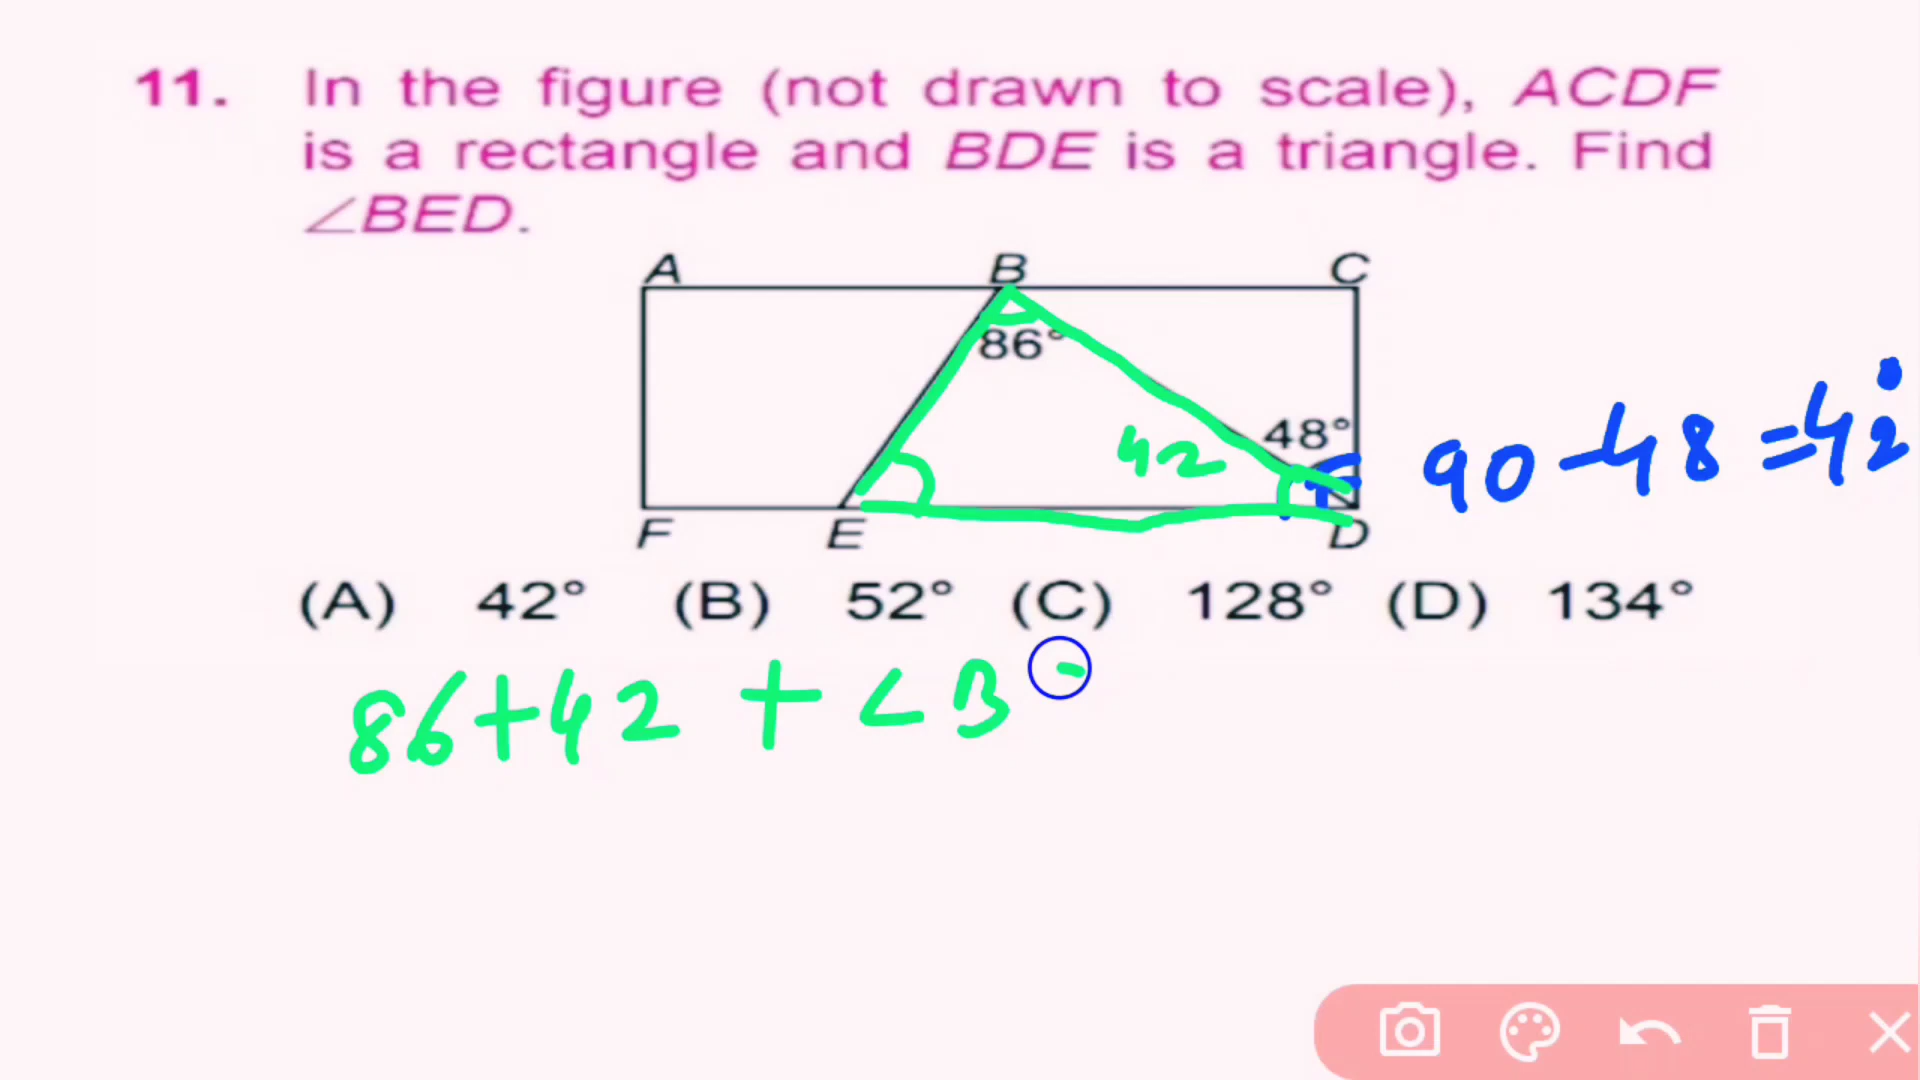 11. In the figure (not drawn to scale), ACDF
is a rectangle and BDE is a triangle. Find
∠BED.
A B C
86°
48°
42
90-48=42°
F E D
(A) 42° (B) 52° (C) 128° (D) 134°
86+42 + ∠B